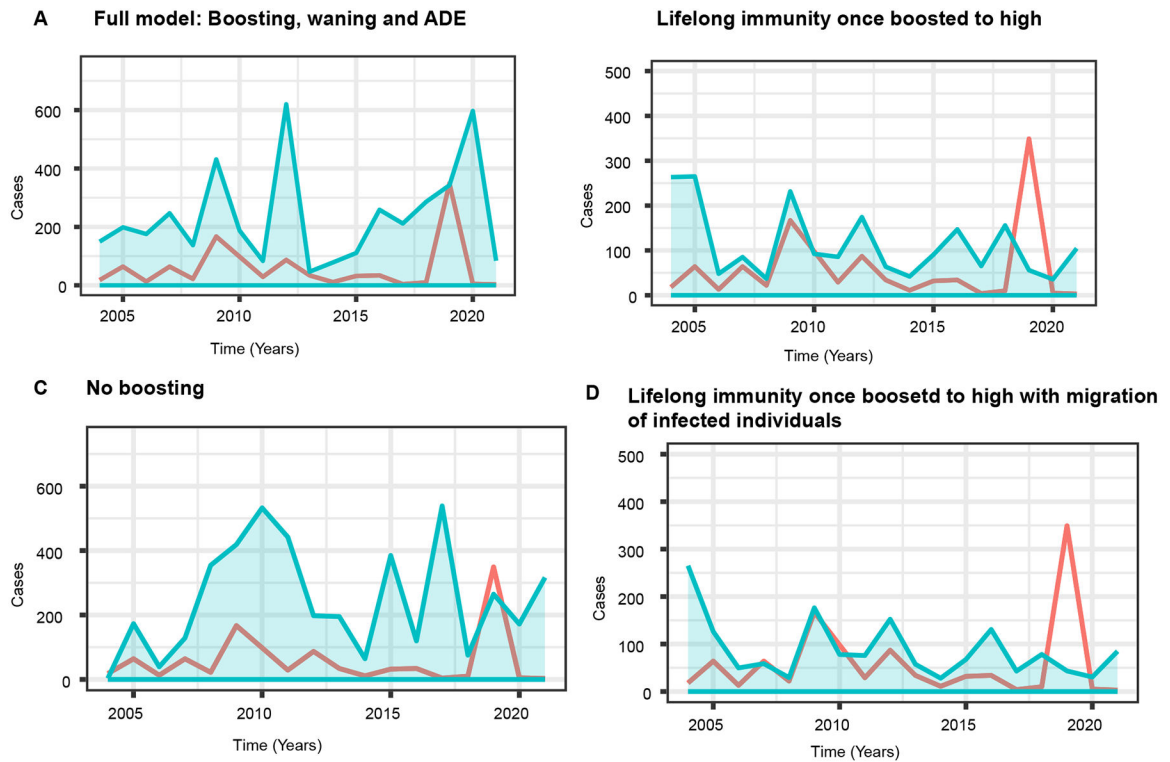 A Full model: Boosting, waning and ADE
Cases
600
400
200
0
2005 2010 2015 2020
Time (Years)
Lifelong immunity once boosted to high
Cases
500
400
300
200
100
0
2005 2010 2015 2020
Time (Years)
C No boosting
Cases
600
400
200
0
2005 2010 2015 2020
Time (Years)
D Lifelong immunity once boosetd to high with migration
of infected individuals
Cases
500
400
300
200
100
0
2005 2010 2015 2020
Time (Years)